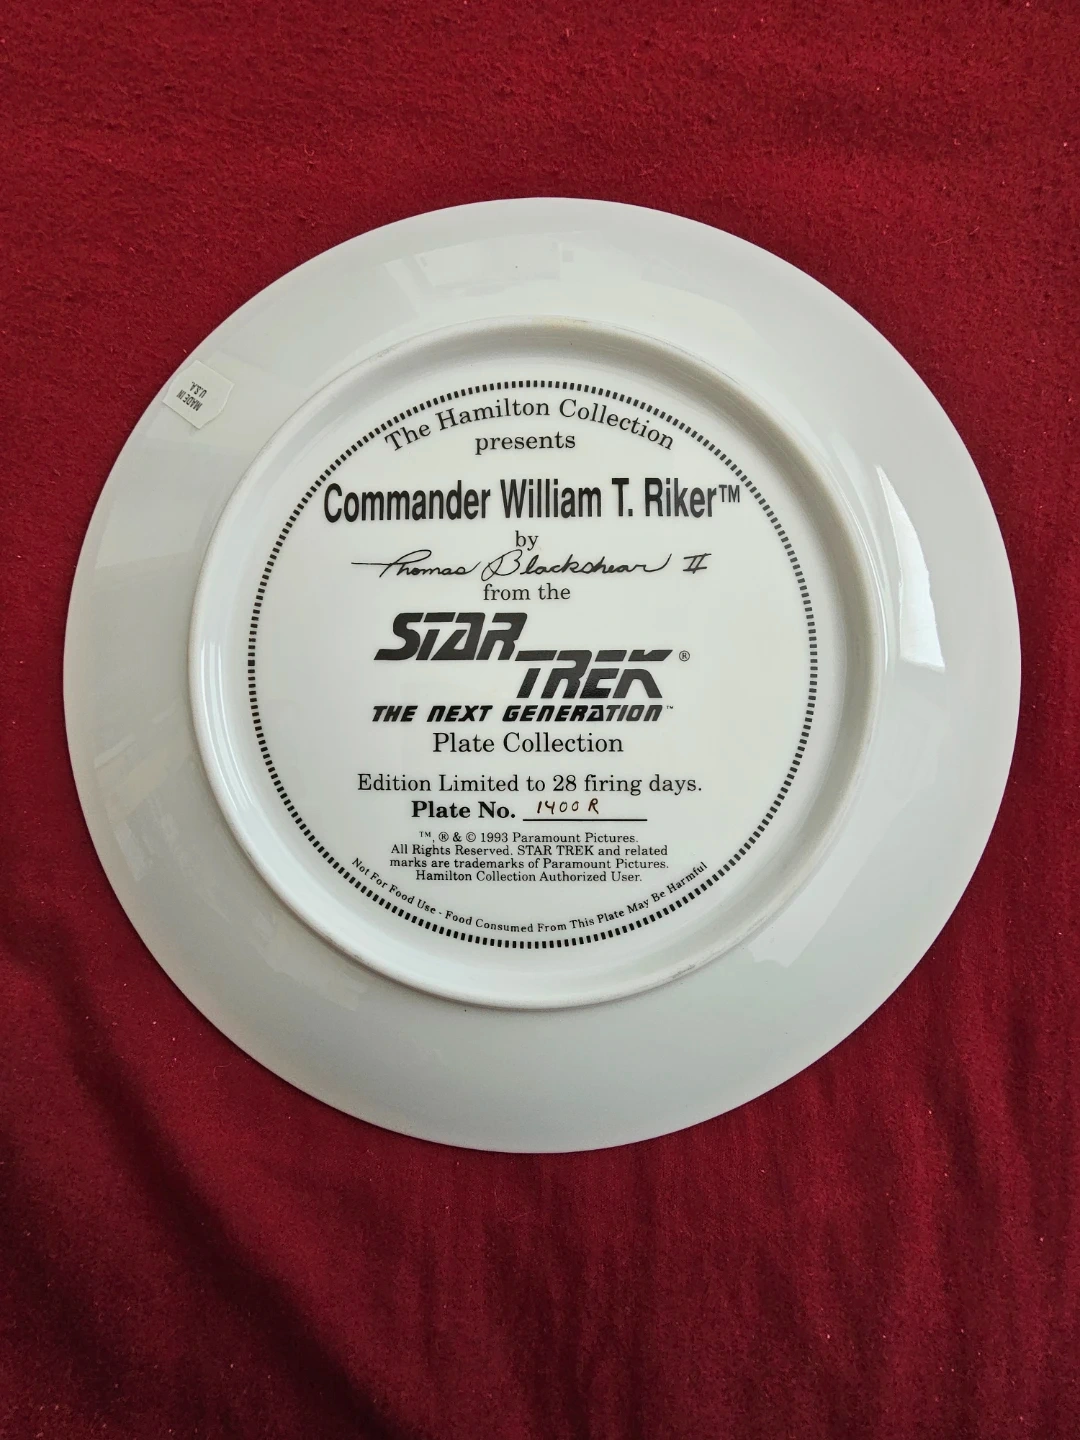 MADE IN
U.S.A.
The Hamilton Collection
presents
Commander William T. Riker™
by
Thomas Blackshear II
from the
STAR
TREK®
THE NEXT GENERATION™
Plate Collection
Edition Limited to 28 firing days.
Plate No. 1400 R
™, ® & © 1993 Paramount Pictures.
All Rights Reserved. STAR TREK and related
marks are trademarks of Paramount Pictures.
Hamilton Collection Authorized User.
Not For Food Use - Food Consumed From This Plate May Be Harmful